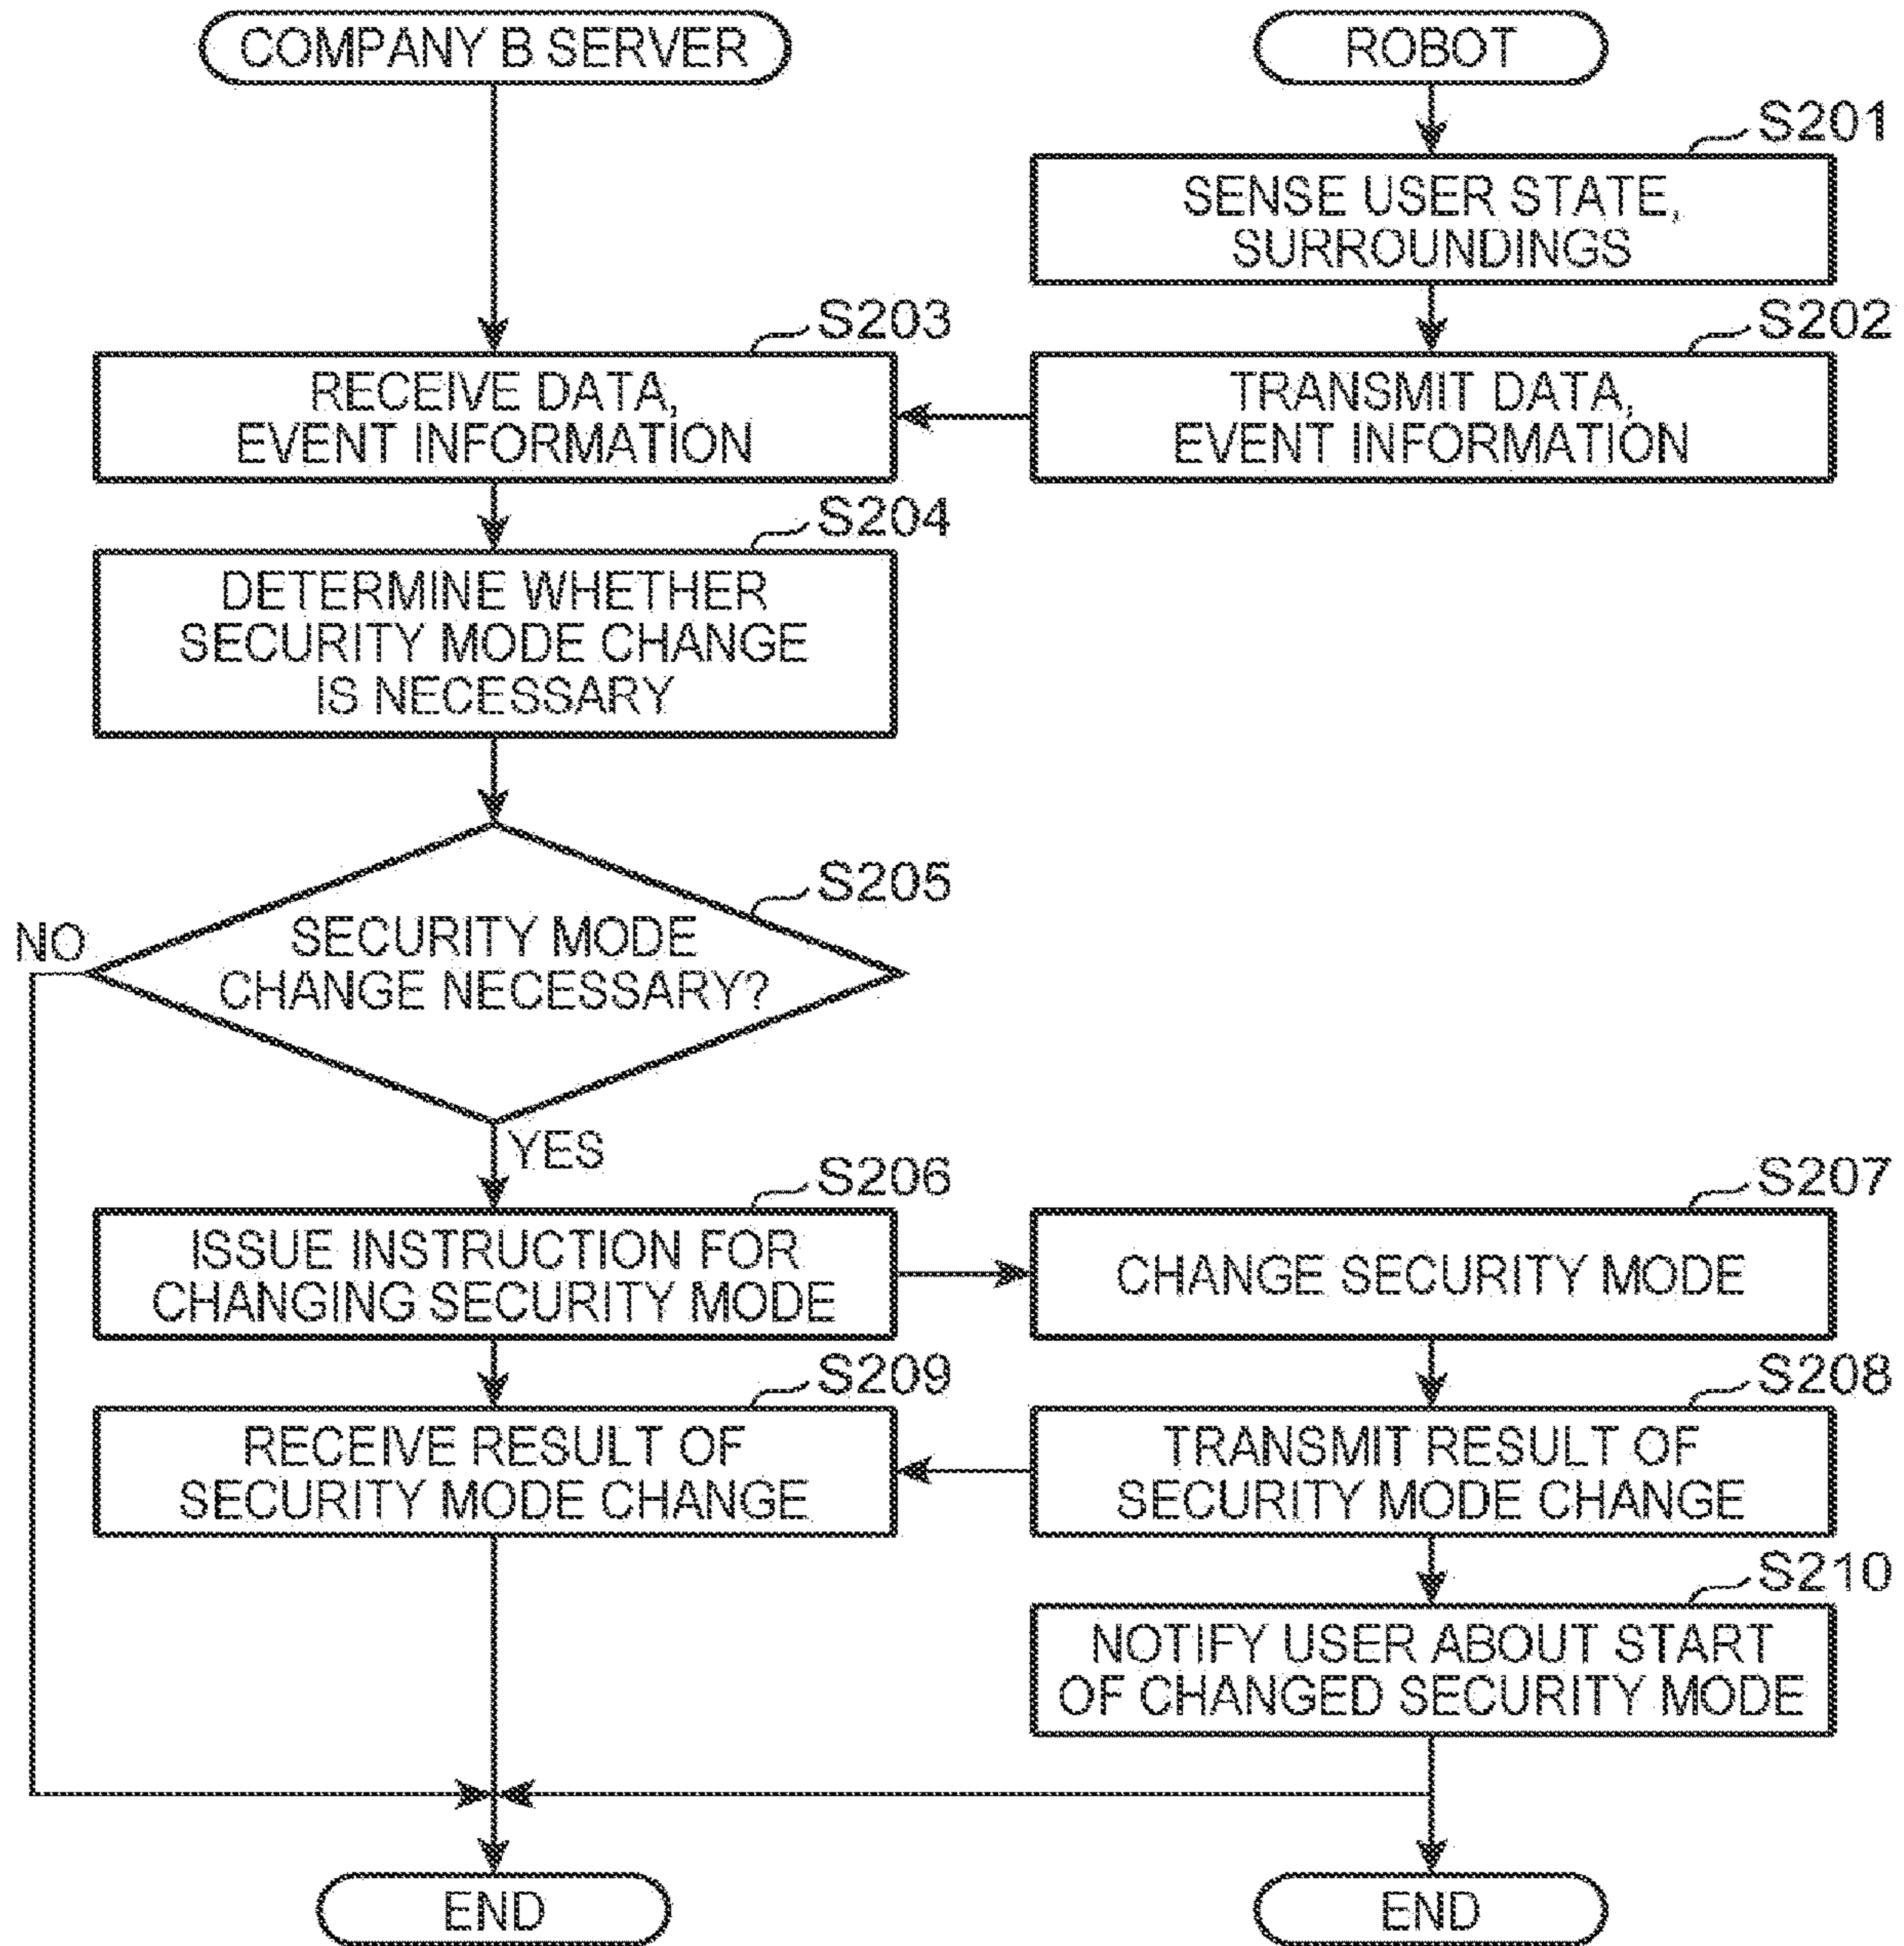 COMPANY B SERVER
ROBOT
S201
SENSE USER STATE,
SURROUNDINGS
S203
RECEIVE DATA,
EVENT INFORMATION
S202
TRANSMIT DATA,
EVENT INFORMATION
S204
DETERMINE WHETHER
SECURITY MODE CHANGE
IS NECESSARY
S205
NO
SECURITY MODE
CHANGE NECESSARY?
YES
S206
ISSUE INSTRUCTION FOR
CHANGING SECURITY MODE
S207
CHANGE SECURITY MODE
S209
RECEIVE RESULT OF
SECURITY MODE CHANGE
S208
TRANSMIT RESULT OF
SECURITY MODE CHANGE
S210
NOTIFY USER ABOUT START
OF CHANGED SECURITY MODE
END
END